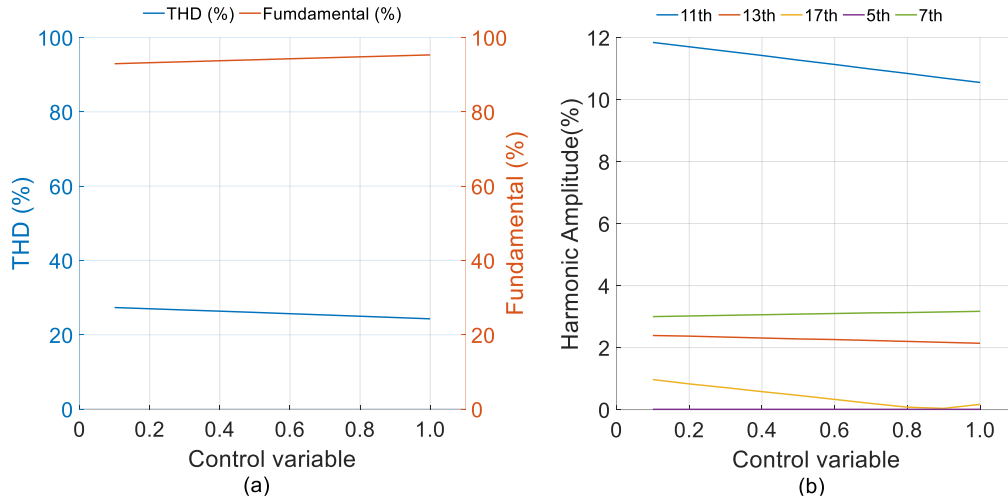 THD (%) Fumdamental (%)
100
80
60
40
20
0
THD (%)
100
80
60
40
20
0
Fundamental (%)
0 0.2 0.4 0.6 0.8 1.0
Control variable
(a)
11th 13th 17th 5th 7th
12
10
8
6
4
2
0
Harmonic Amplitude(%)
0 0.2 0.4 0.6 0.8 1.0
Control variable
(b)